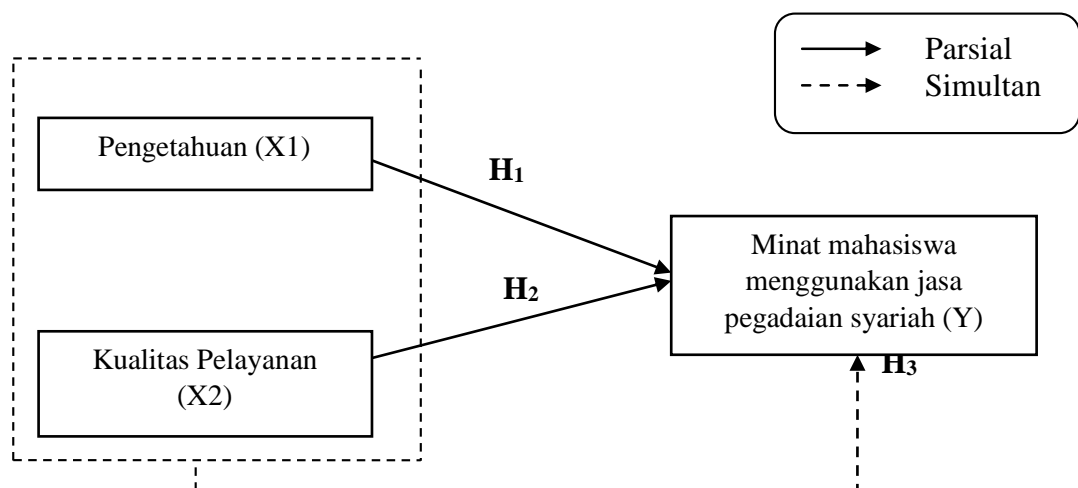 Parsial
Simultan
Pengetahuan (X1)
H1
Minat mahasiswa
menggunakan jasa
pegadaian syariah (Y)
H2
Kualitas Pelayanan
(X2)
H3